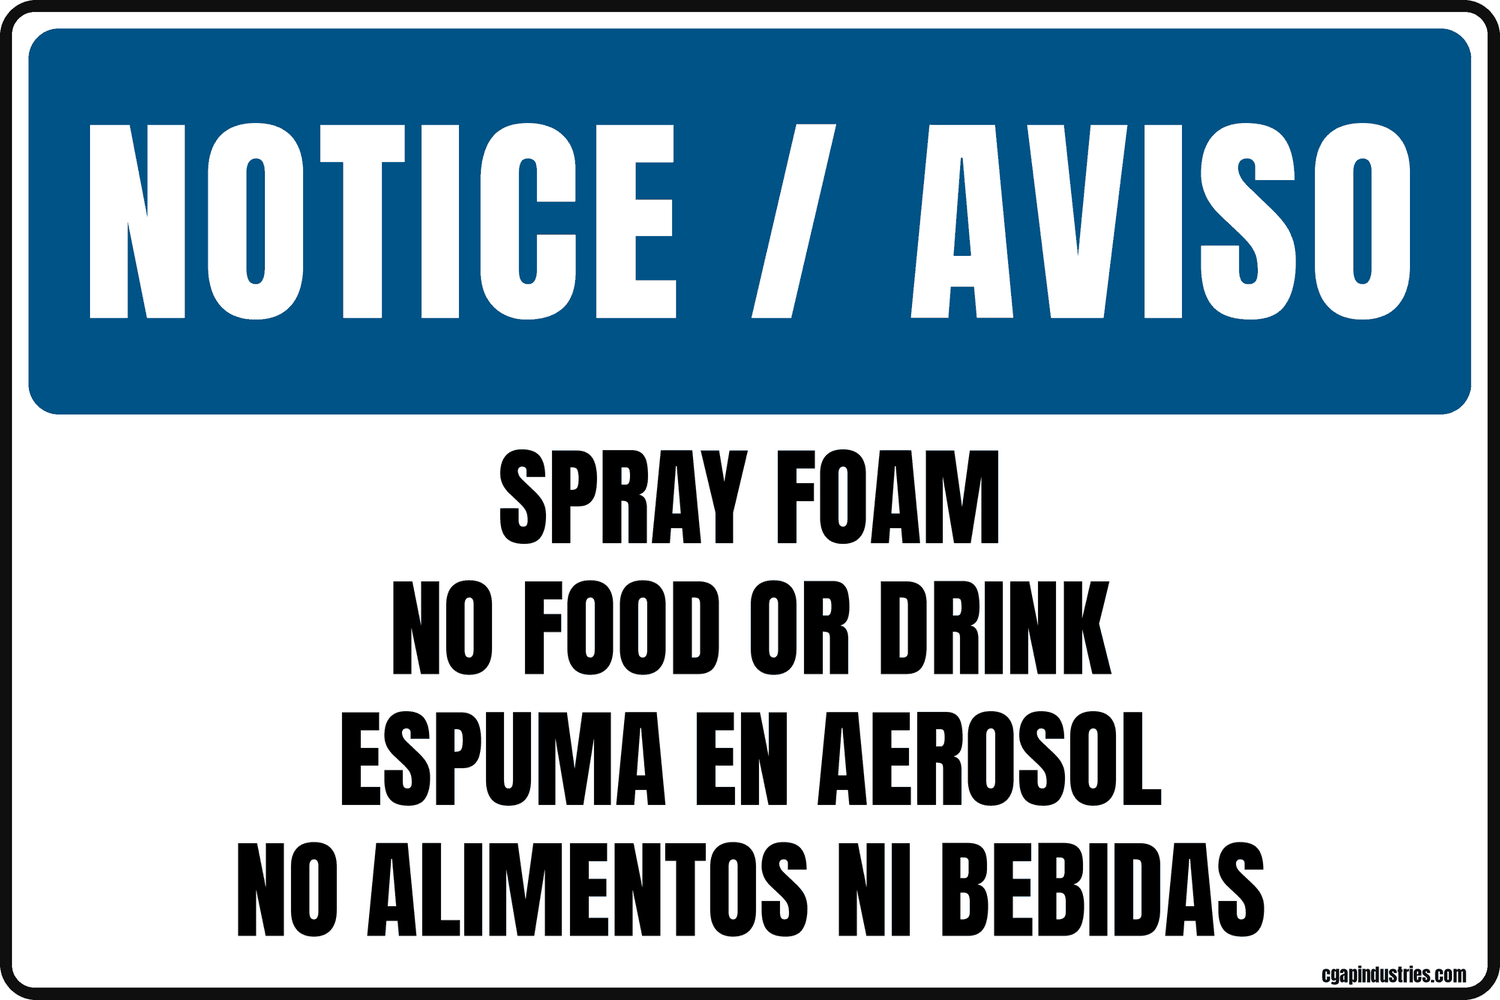 NOTICE / AVISO
SPRAY FOAM
NO FOOD OR DRINK
ESPUMA EN AEROSOL
NO ALIMENTOS NI BEBIDAS
cgapindustries.com